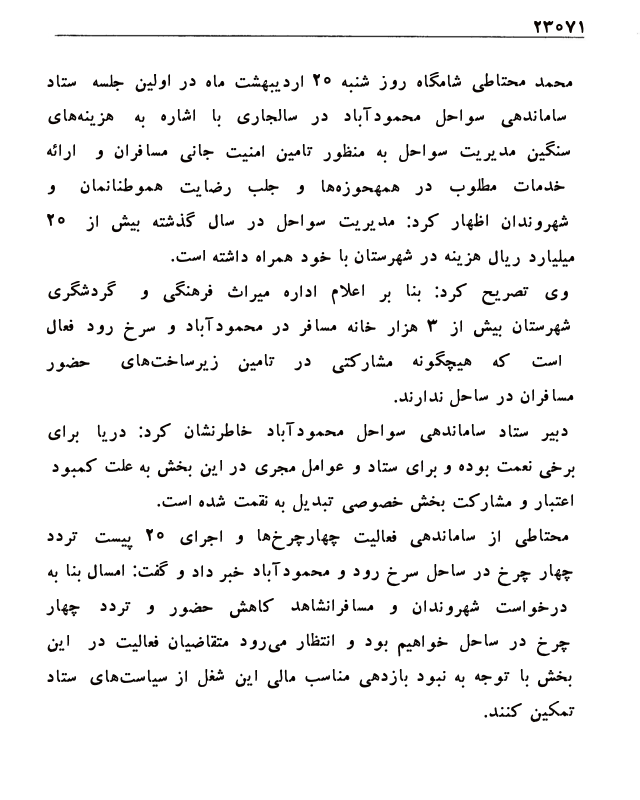 ۲۳۰۷۱
محمد محتاطی شامگاه روز شنبه ۲۰ اردیبهشت ماه در اولین جلسه ستاد
ساماندهی سواحل محمودآباد در سالجاری با اشاره به هزینه‌های
سنگین مدیریت سواحل به منظور تامین امنیت جانی مسافران و ارائه
خدمات مطلوب در همهحوزه‌ها و جلب رضایت هموطنانمان و
شهروندان اظهار کرد: مدیریت سواحل در سال گذشته بیش از ۲۰
میلیارد ریال هزینه در شهرستان با خود همراه داشته است.
وی تصریح کرد: بنا بر اعلام اداره میراث فرهنگی و گردشگری
شهرستان بیش از ۳ هزار خانه مسافر در محمودآباد و سرخ رود فعال
است که هیچگونه مشارکتی در تامین زیرساخت‌های حضور
مسافران در ساحل ندارند.
دبیر ستاد ساماندهی سواحل محمودآباد خاطرنشان کرد: دریا برای
برخی نعمت بوده و برای ستاد و عوامل مجری در این بخش به علت کمبود
اعتبار و مشارکت بخش خصوصی تبدیل به نقمت شده است.
محتاطی از ساماندهی فعالیت چهارچرخ‌ها و اجرای ۲۰ پیست تردد
چهار چرخ در ساحل سرخ رود و محمودآباد خبر داد و گفت: امسال بنا به
درخواست شهروندان و مسافرانشاهد کاهش حضور و تردد چهار
چرخ در ساحل خواهیم بود و انتظار می‌رود متقاضیان فعالیت در این
بخش با توجه به نبود بازدهی مناسب مالی این شغل از سیاست‌های ستاد
تمکین کنند.